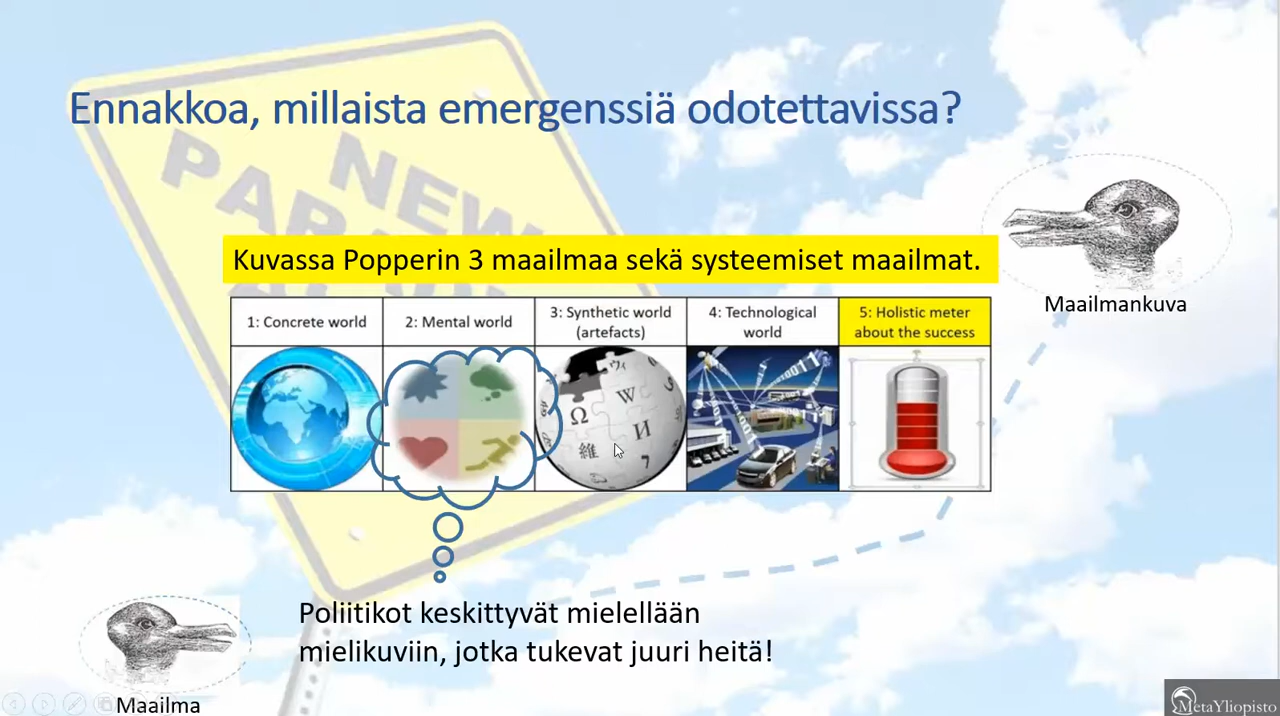 Ennakkoa, millaista emergenssiä odotettavissa?
NEW
Kuvassa Popperin 3 maailmaa sekä systeemiset maailmat.
Maailmankuva
1: Concrete world
2: Mental world
3: Synthetic world
(artefacts)
4: Technological
world
5: Holistic meter
about the success
Ω
W
И
維
Poliitikot keskittyvät mielellään
mielikuviin, jotka tukevat juuri heitä!
Maailma
MetaYliopisto